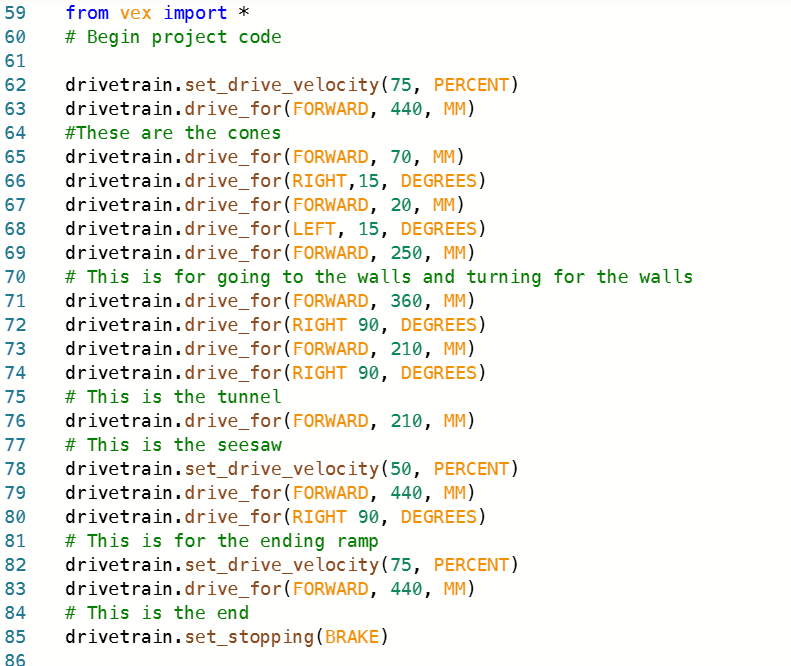 59 from vex import *
60 # Begin project code
61
62 drivetrain.set_drive_velocity(75, PERCENT)
63 drivetrain.drive_for(FORWARD, 440, MM)
64 #These are the cones
65 drivetrain.drive_for(FORWARD, 70, MM)
66 drivetrain.drive_for(RIGHT,15, DEGREES)
67 drivetrain.drive_for(FORWARD, 20, MM)
68 drivetrain.drive_for(LEFT, 15, DEGREES)
69 drivetrain.drive_for(FORWARD, 250, MM)
70 # This is for going to the walls and turning for the walls
71 drivetrain.drive_for(FORWARD, 360, MM)
72 drivetrain.drive_for(RIGHT 90, DEGREES)
73 drivetrain.drive_for(FORWARD, 210, MM)
74 drivetrain.drive_for(RIGHT 90, DEGREES)
75 # This is the tunnel
76 drivetrain.drive_for(FORWARD, 210, MM)
77 # This is the seesaw
78 drivetrain.set_drive_velocity(50, PERCENT)
79 drivetrain.drive_for(FORWARD, 440, MM)
80 drivetrain.drive_for(RIGHT 90, DEGREES)
81 # This is for the ending ramp
82 drivetrain.set_drive_velocity(75, PERCENT)
83 drivetrain.drive_for(FORWARD, 440, MM)
84 # This is the end
85 drivetrain.set_stopping(BRAKE)
86